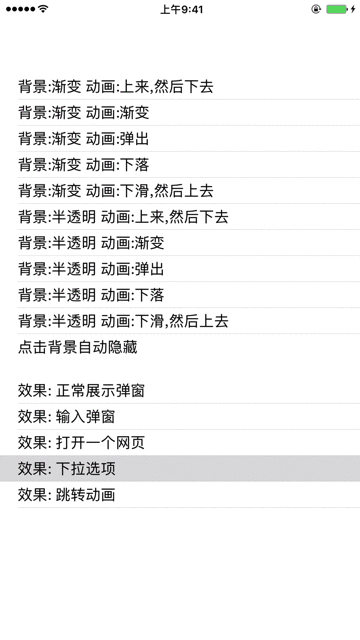 上午9:41
背景:渐变 动画:上来,然后下去
背景:渐变 动画:渐变
背景:渐变 动画:弹出
背景:渐变 动画:下落
背景:渐变 动画:下滑,然后上去
背景:半透明 动画:上来,然后下去
背景:半透明 动画:渐变
背景:半透明 动画:弹出
背景:半透明 动画:下落
背景:半透明 动画:下滑,然后上去
点击背景自动隐藏
效果: 正常展示弹窗
效果: 输入弹窗
效果: 打开一个网页
效果: 下拉选项
效果: 跳转动画